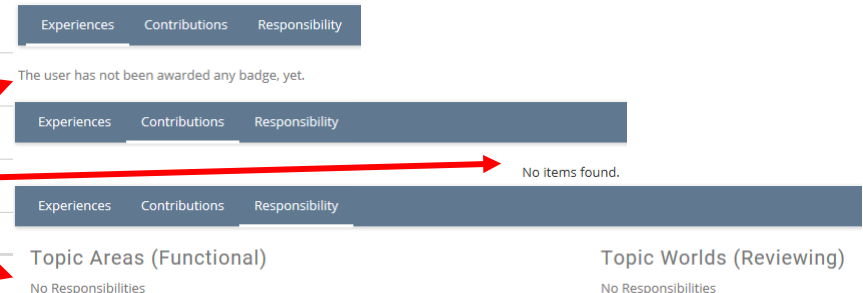 Experiences Contributions Responsibility
The user has not been awarded any badge, yet.
Experiences Contributions Responsibility
No items found.
Experiences Contributions Responsibility
Topic Areas (Functional) Topic Worlds (Reviewing)
No Responsibilities No Responsibilities